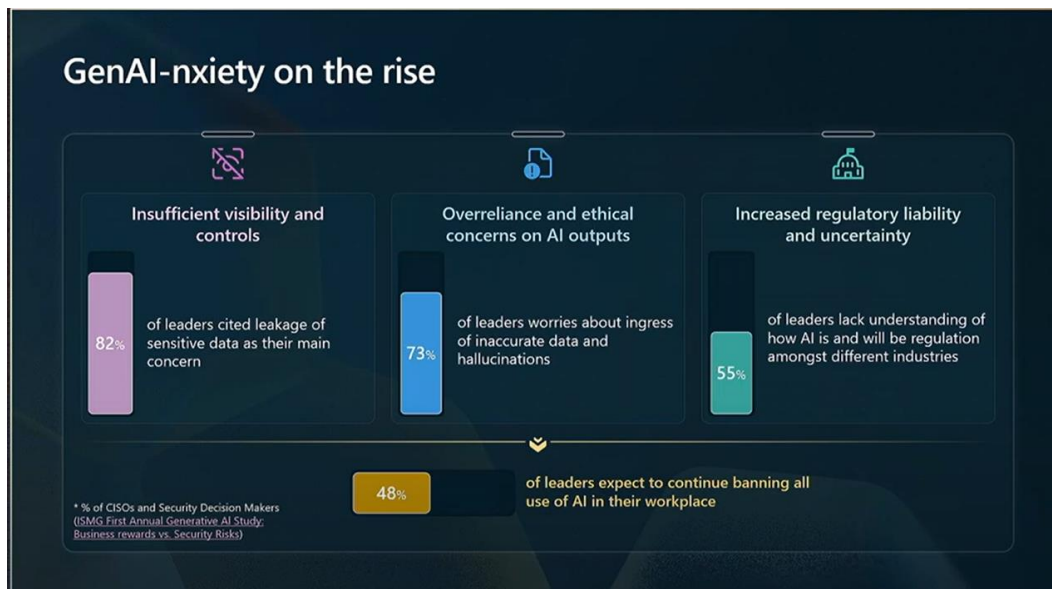 GenAI-nxiety on the rise
Insufficient visibility and
controls
82%
of leaders cited leakage of
sensitive data as their main
concern
Overreliance and ethical
concerns on AI outputs
73%
of leaders worries about ingress
of inaccurate data and
hallucinations
Increased regulatory liability
and uncertainty
55%
of leaders lack understanding of
how AI is and will be regulation
amongst different industries
48%
of leaders expect to continue banning all
use of AI in their workplace
* % of CISOs and Security Decision Makers
(ISMG First Annual Generative AI Study:
Business rewards vs. Security Risks)